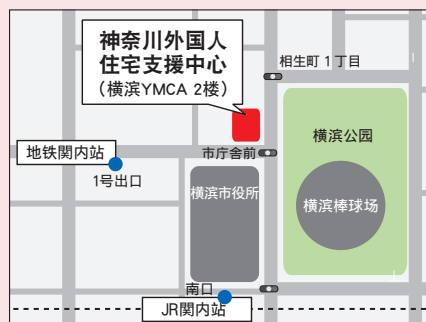 神奈川外国人
住宅支援中心
（横滨YMCA 2楼）
相生町 1 丁目
横滨公园
地铁関内站
市庁舎前
1号出口
横滨市役所
横滨棒球场
南口
JR関内站